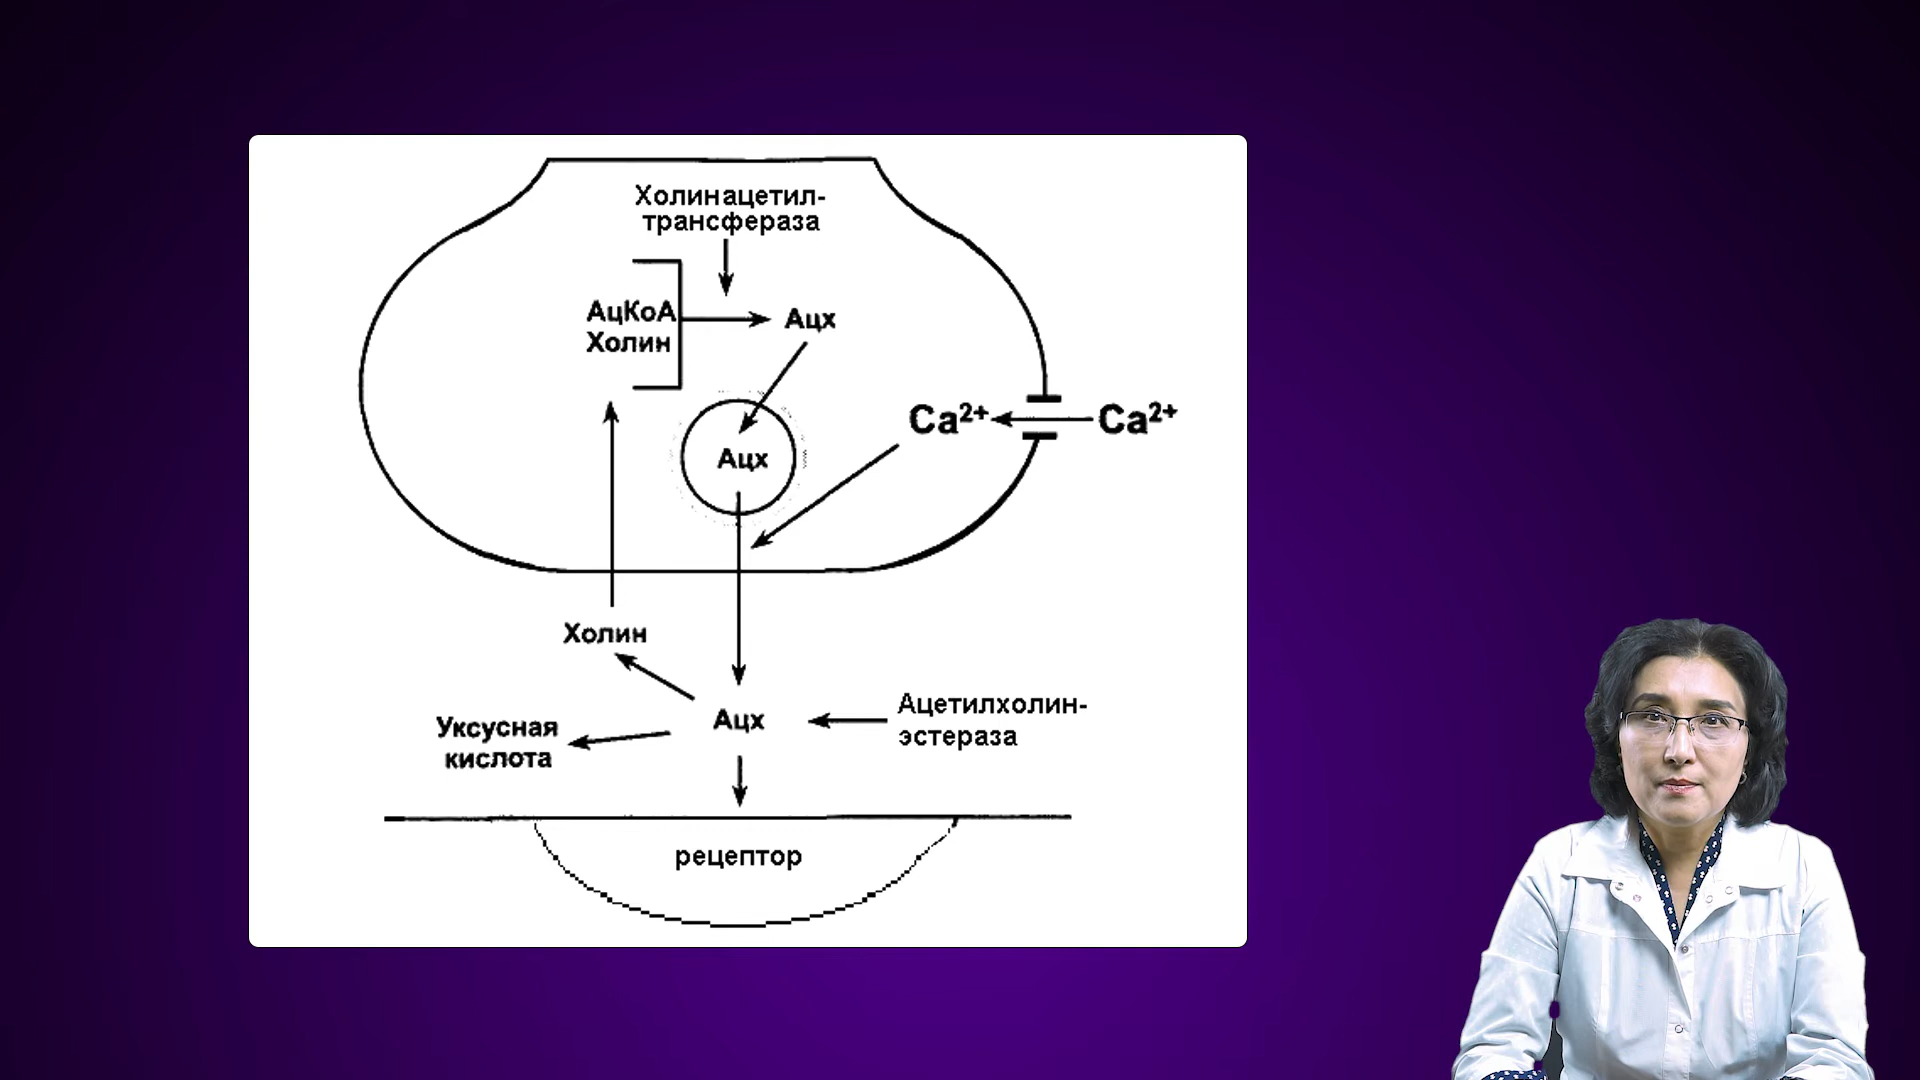 Холинацетил-
трансфераза
АцКоА
Холин
Ацх
Ацх
Ca²⁺
Ca²⁺
Холин
Ацх
Ацетилхолин-
эстераза
Уксусная
кислота
рецептор